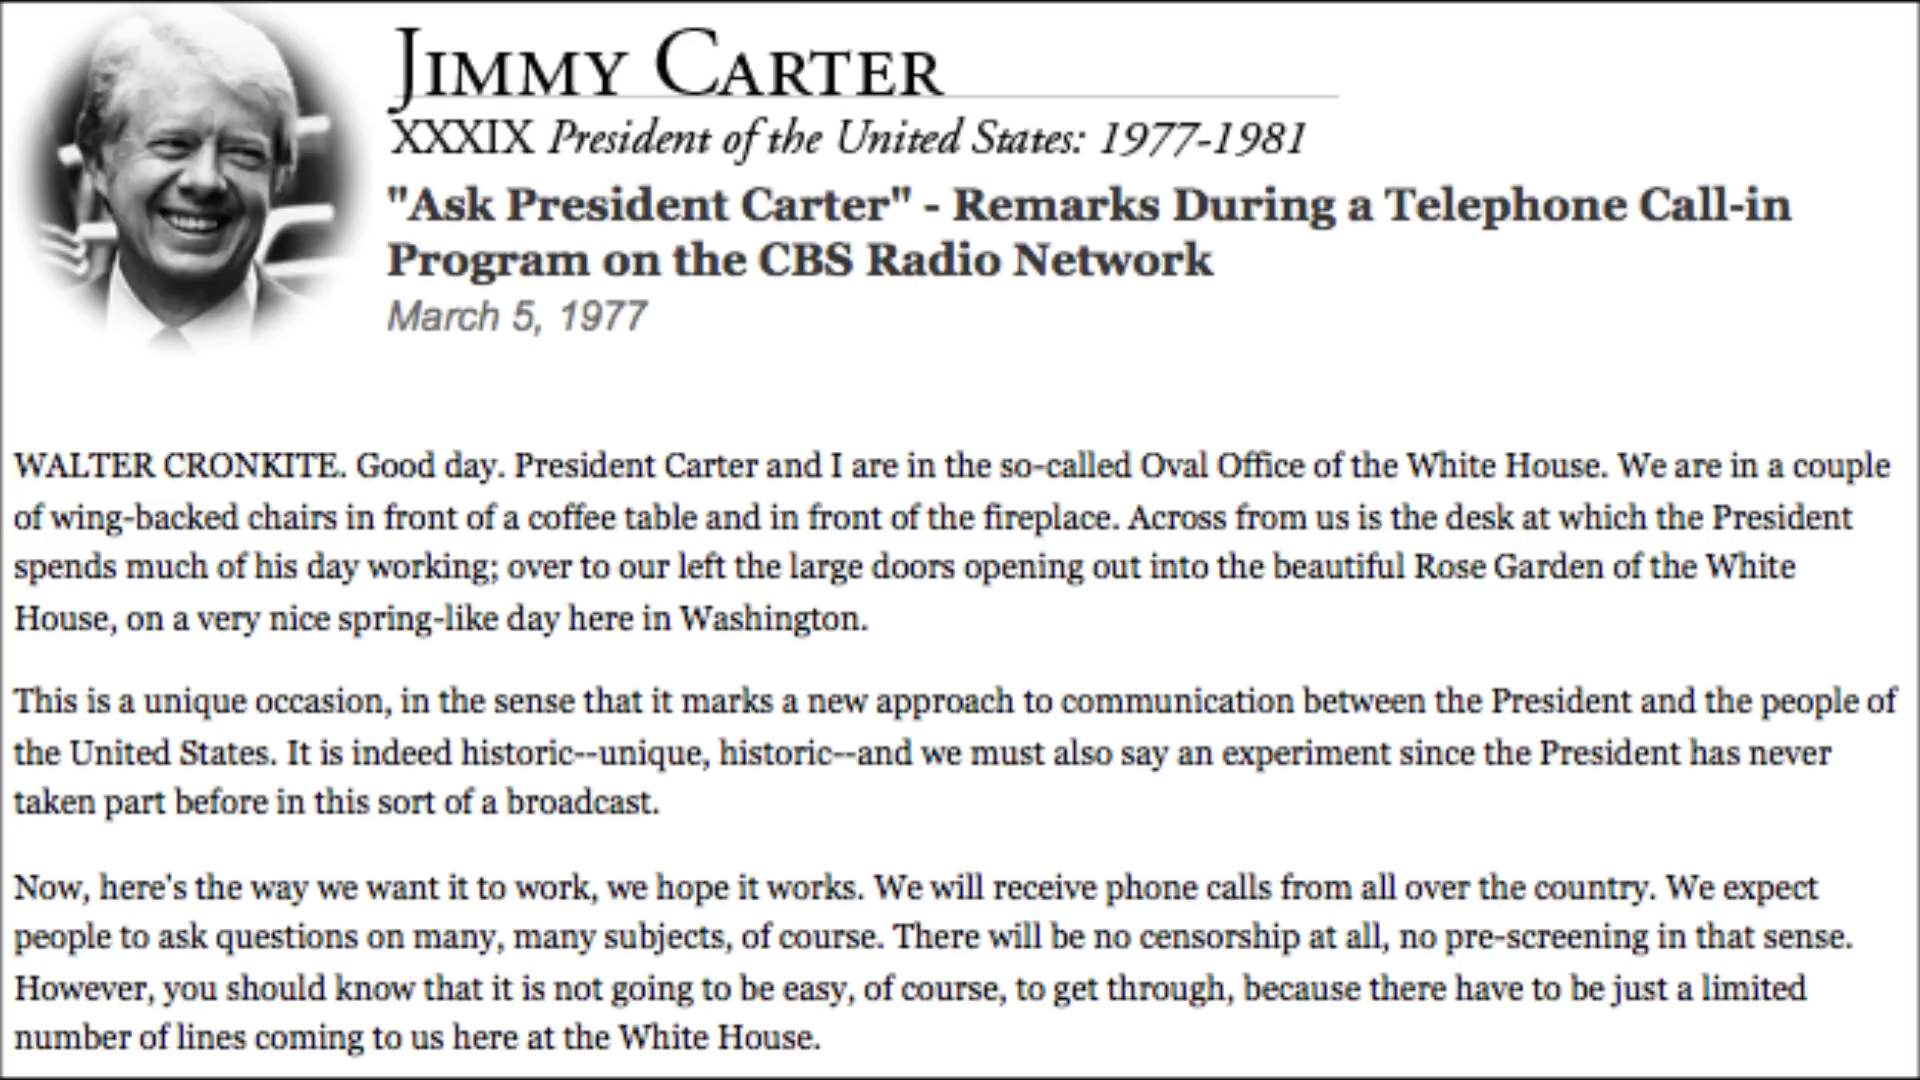 JIMMY CARTER
XXXIX President of the United States: 1977-1981
"Ask President Carter" - Remarks During a Telephone Call-in
Program on the CBS Radio Network
March 5, 1977
WALTER CRONKITE. Good day. President Carter and I are in the so-called Oval Office of the White House. We are in a couple
of wing-backed chairs in front of a coffee table and in front of the fireplace. Across from us is the desk at which the President
spends much of his day working; over to our left the large doors opening out into the beautiful Rose Garden of the White
House, on a very nice spring-like day here in Washington.
This is a unique occasion, in the sense that it marks a new approach to communication between the President and the people of
the United States. It is indeed historic--unique, historic--and we must also say an experiment since the President has never
taken part before in this sort of a broadcast.
Now, here's the way we want it to work, we hope it works. We will receive phone calls from all over the country. We expect
people to ask questions on many, many subjects, of course. There will be no censorship at all, no pre-screening in that sense.
However, you should know that it is not going to be easy, of course, to get through, because there have to be just a limited
number of lines coming to us here at the White House.